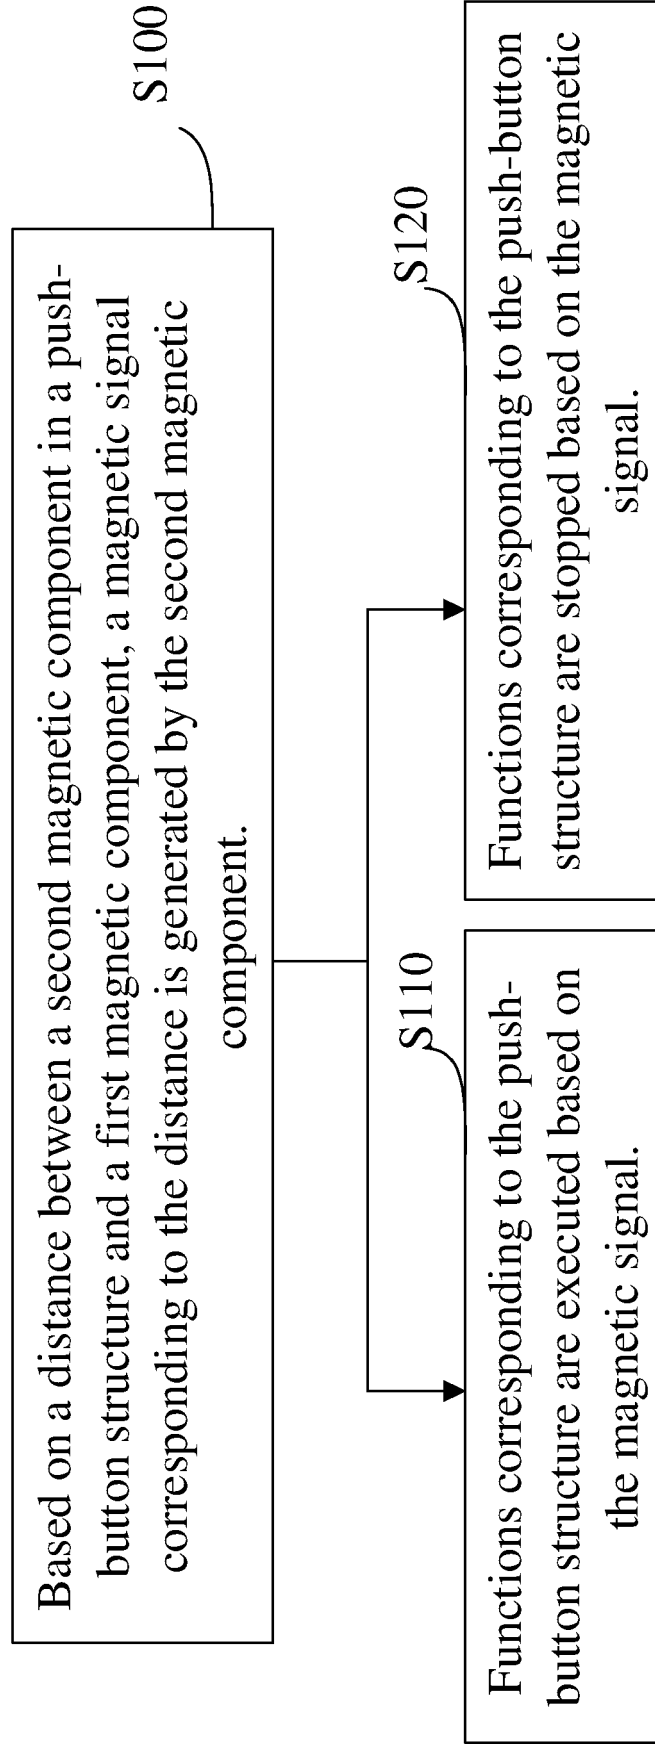 S100
Based on a distance between a second magnetic component in a push-
button structure and a first magnetic component, a magnetic signal
corresponding to the distance is generated by the second magnetic
component.
S110
Functions corresponding to the push-
button structure are executed based on
the magnetic signal.
S120
Functions corresponding to the push-button
structure are stopped based on the magnetic
signal.